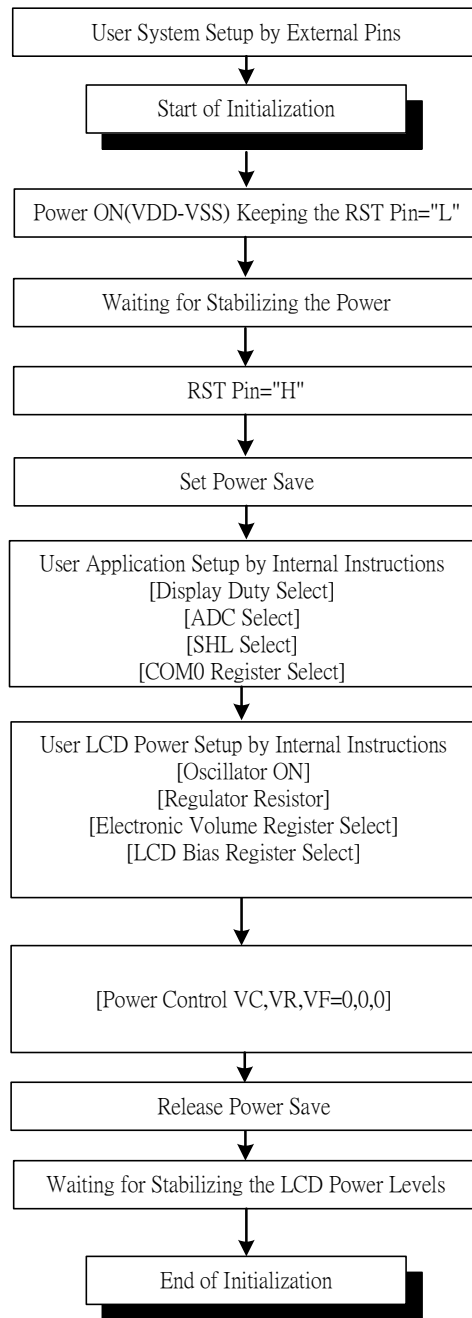 User System Setup by External Pins
Start of Initialization
Power ON(VDD-VSS) Keeping the RST Pin="L"
Waiting for Stabilizing the Power
RST Pin="H"
Set Power Save
User Application Setup by Internal Instructions
[Display Duty Select]
[ADC Select]
[SHL Select]
[COM0 Register Select]
User LCD Power Setup by Internal Instructions
[Oscillator ON]
[Regulator Resistor]
[Electronic Volume Register Select]
[LCD Bias Register Select]
[Power Control VC,VR,VF=0,0,0]
Release Power Save
Waiting for Stabilizing the LCD Power Levels
End of Initialization